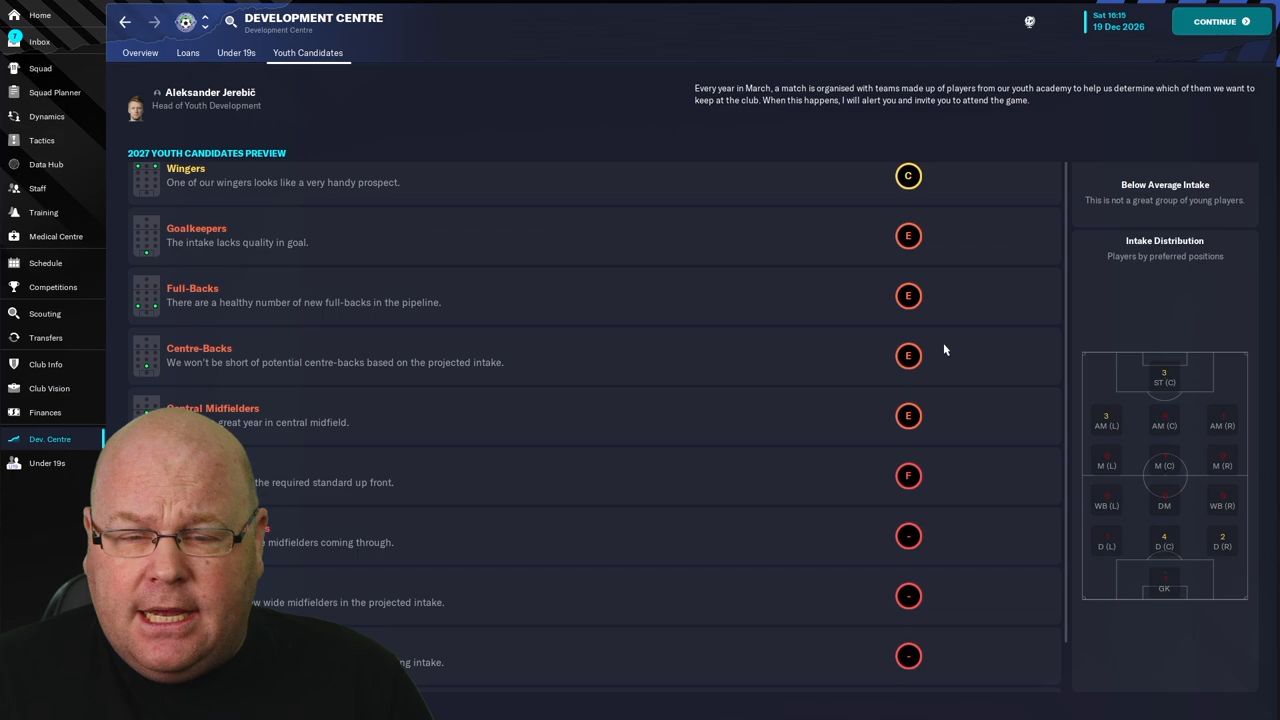 Home
DEVELOPMENT CENTRE
Development Centre
Sat 16:15
19 Dec 2026
CONTINUE
7
Inbox
Overview
Loans
Under 19s
Youth Candidates
Squad
Squad Planner
Dynamics
Tactics
Data Hub
Staff
Training
Medical Centre
Schedule
Competitions
Scouting
Transfers
Club Info
Club Vision
Finances
Dev. Centre
Under 19s
Aleksander Jerebič
Head of Youth Development
Every year in March, a match is organised with teams made up of players from our youth academy to help us determine which of them we want to
keep at the club. When this happens, I will alert you and invite you to attend the game.
2027 YOUTH CANDIDATES PREVIEW
Wingers
One of our wingers looks like a very handy prospect.
C
Goalkeepers
The intake lacks quality in goal.
E
Full-Backs
There are a healthy number of new full-backs in the pipeline.
E
Centre-Backs
We won't be short of potential centre-backs based on the projected intake.
E
Central Midfielders
great year in central midfield.
E
the required standard up front.
F
midfielders coming through.
-
wide midfielders in the projected intake.
-
intake.
-
Below Average Intake
This is not a great group of young players.
Intake Distribution
Players by preferred positions
3
ST (C)
3
AM (L)
AM (C)
1
AM (R)
0
M (L)
M (C)
0
M (R)
0
WB (L)
DM
0
WB (R)
D (L)
4
D (C)
2
D (R)
GK